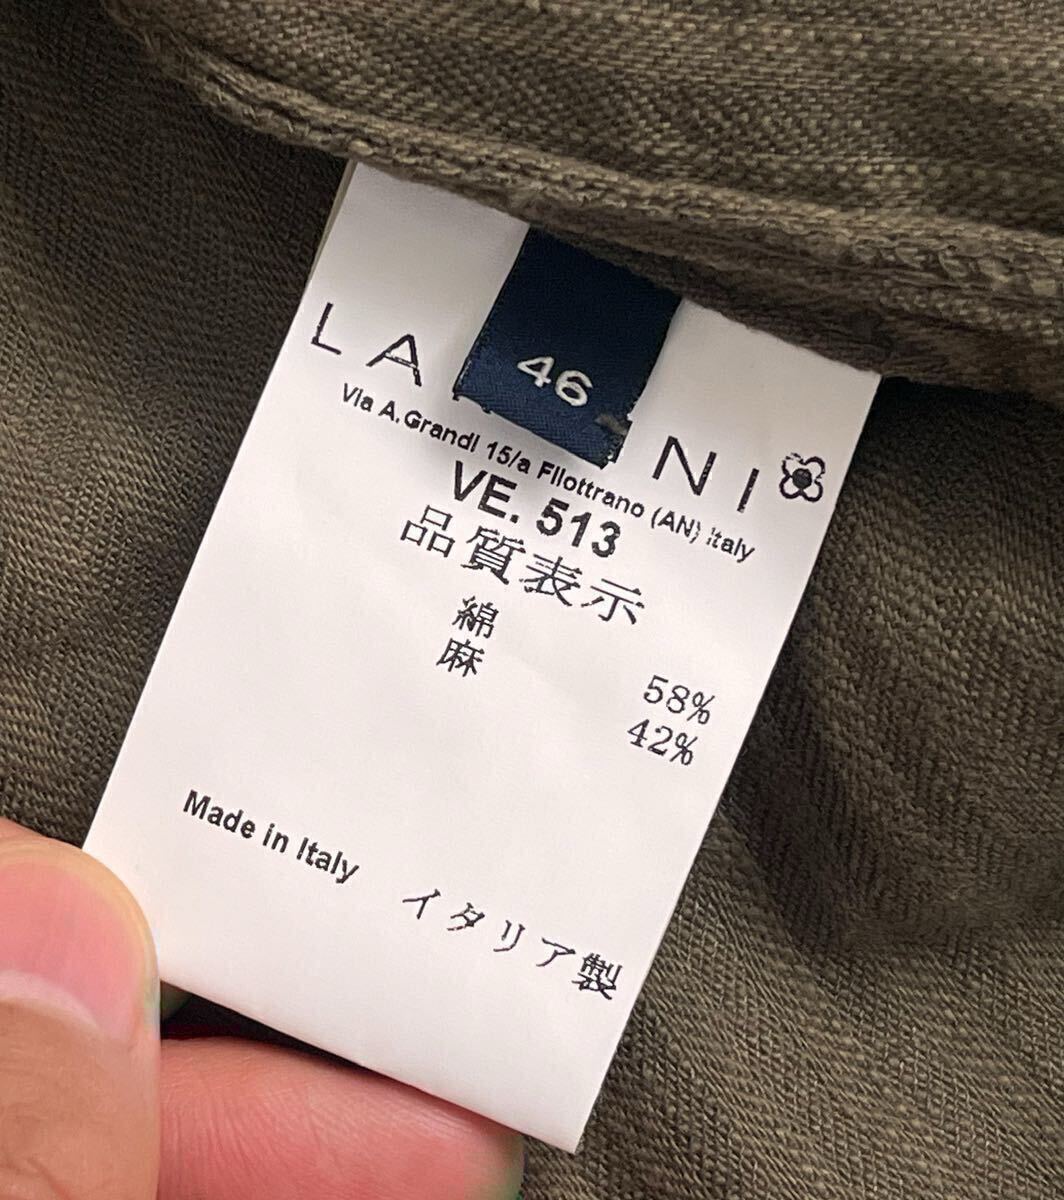 46
LA NI
Via A.Grandi 15/a Filottrano (AN) Italy
VE. 513
品質表示
綿 58%
麻 42%
Made in Italy イタリア製